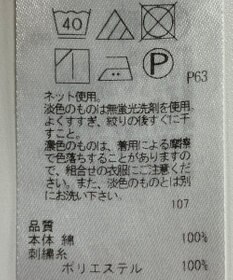 40
P
P63
ネット使用。
淡色のものは無蛍光洗剤を使用
よくすすぎ、絞りの後すぐに干
すこと。
濃色のものは、着用による摩擦
で色落ちすることがありますの
で、組合せの衣服にご注意くだ
さい。また、淡色のものとは別
にお洗い下さい。
107
品質
本体 綿 100%
刺繍糸
ポリエステル 100%